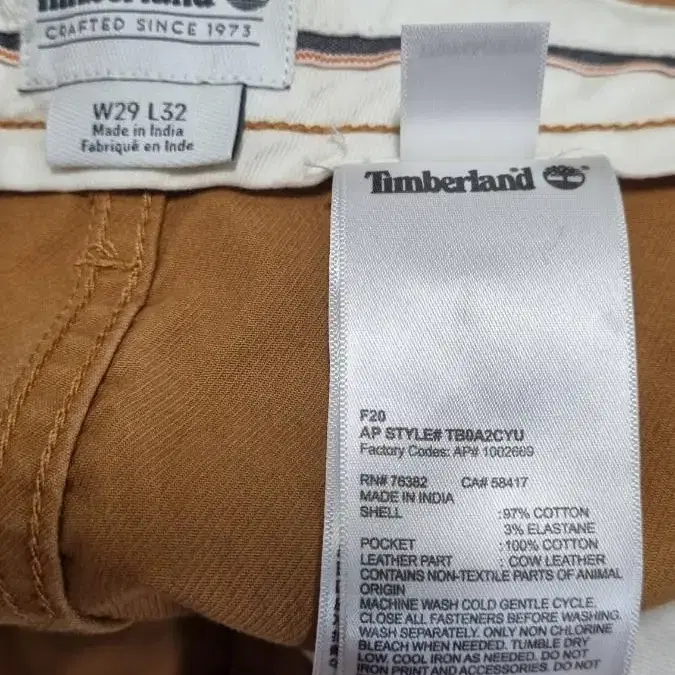 Timberland
CRAFTED SINCE 1973
W29 L32
Made in India
Fabriqué en Inde
Timberland
F20
AP STYLE# TB0A2CYU
Factory Codes: AP# 1002669
RN# 76382 CA# 58417
MADE IN INDIA
SHELL :97% COTTON
3% ELASTANE
POCKET :100% COTTON
LEATHER PART : COW LEATHER
CONTAINS NON-TEXTILE PARTS OF ANIMAL
ORIGIN
MACHINE WASH COLD GENTLE CYCLE.
CLOSE ALL FASTENERS BEFORE WASHING.
WASH SEPARATELY. ONLY NON CHLORINE
BLEACH WHEN NEEDED. TUMBLE DRY
LOW. COOL IRON AS NEEDED. DO NOT
IRON PRINT AND ACCESSORIES. DO NOT